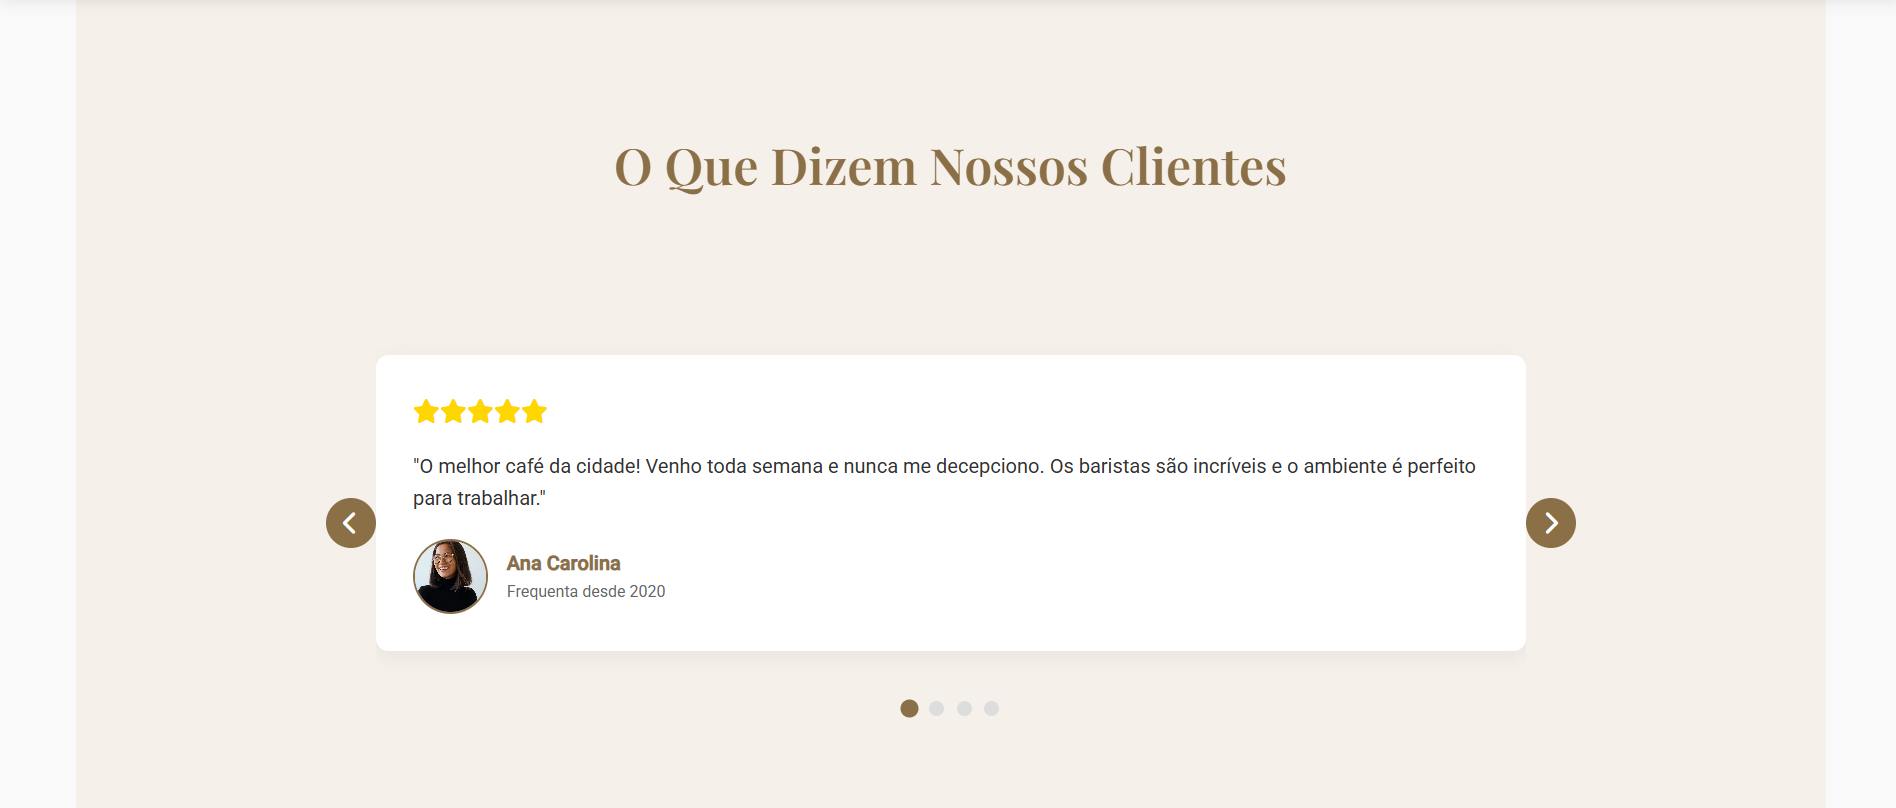 O Que Dizem Nossos Clientes
"O melhor café da cidade! Venho toda semana e nunca me decepciono. Os baristas são incríveis e o ambiente é perfeito
para trabalhar."
Ana Carolina
Frequenta desde 2020